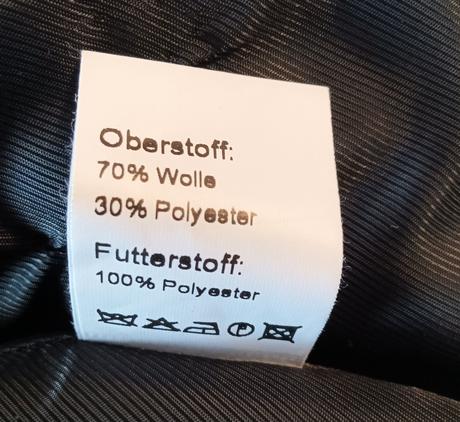 Oberstoff:
70% Wolle
30% Polyester
Futterstoff:
100% Polyester